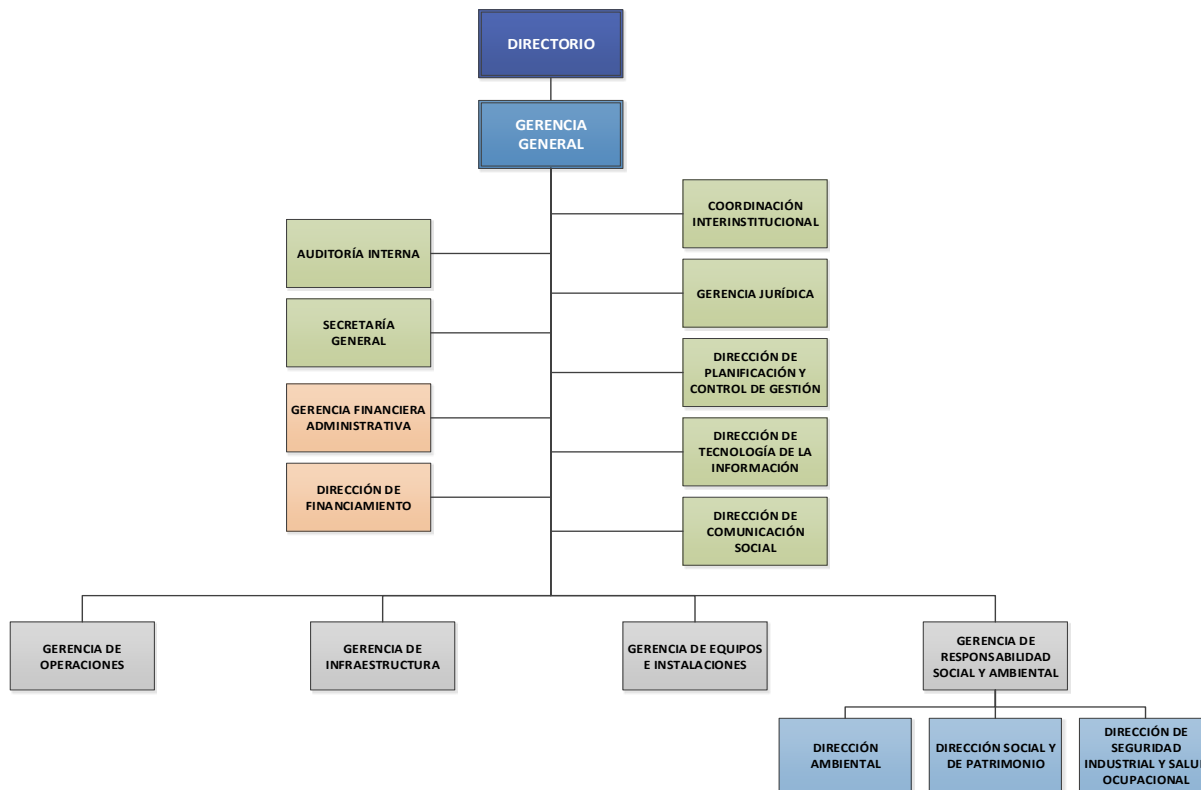 DIRECTORIO
GERENCIA
GENERAL
COORDINACIÓN
INTERINSTITUCIONAL
AUDITORÍA INTERNA
GERENCIA JURÍDICA
SECRETARÍA
GENERAL
DIRECCIÓN DE
PLANIFICACIÓN Y
CONTROL DE GESTIÓN
GERENCIA FINANCIERA
ADMINISTRATIVA
DIRECCIÓN DE
TECNOLOGÍA DE LA
INFORMACIÓN
DIRECCIÓN DE
FINANCIAMIENTO
DIRECCIÓN DE
COMUNICACIÓN
SOCIAL
GERENCIA DE
OPERACIONES
GERENCIA DE
INFRAESTRUCTURA
GERENCIA DE EQUIPOS
E INSTALACIONES
GERENCIA DE
RESPONSABILIDAD
SOCIAL Y AMBIENTAL
DIRECCIÓN
AMBIENTAL
DIRECCIÓN SOCIAL Y
DE PATRIMONIO
DIRECCIÓN DE
SEGURIDAD
INDUSTRIAL Y SALUD
OCUPACIONAL